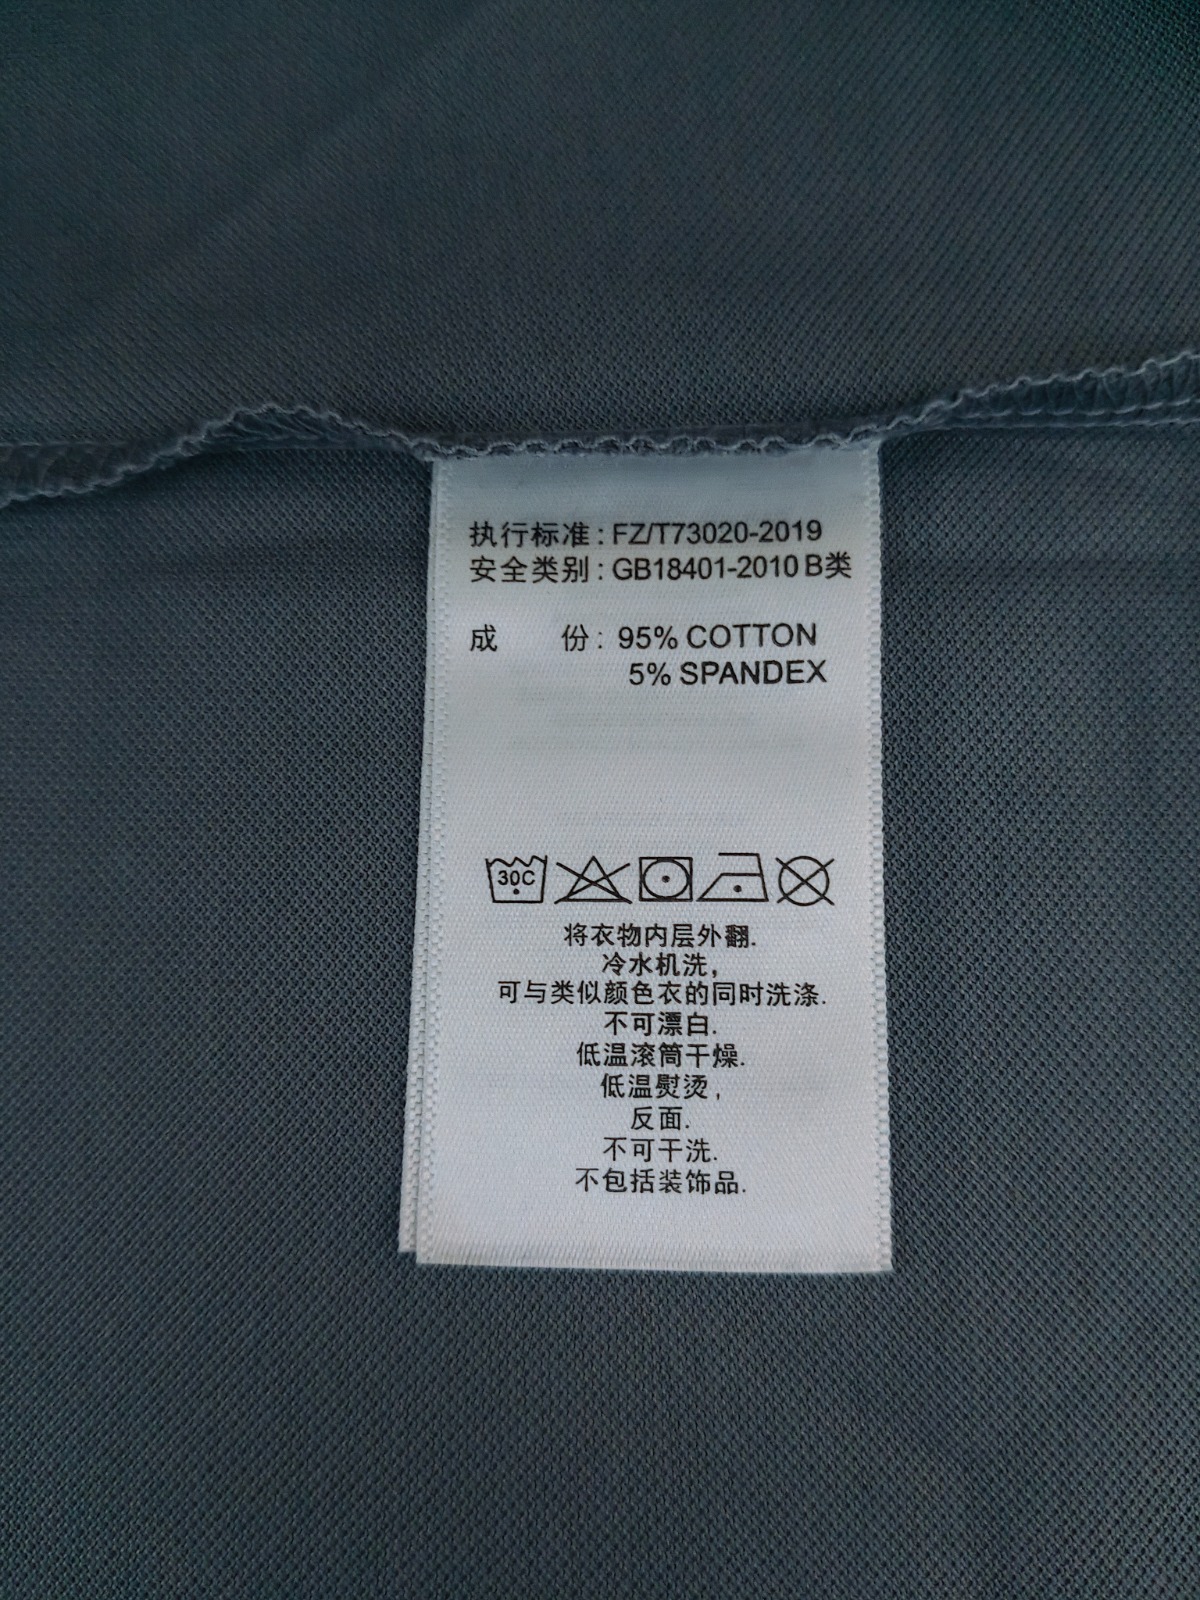 执行标准: FZ/T73020-2019
安全类别: GB18401-2010 B类
成 份: 95% COTTON
5% SPANDEX
30C
将衣物内层外翻.
冷水机洗,
可与类似颜色衣的同时洗涤.
不可漂白.
低温滚筒干燥.
低温熨烫,
反面.
不可干洗.
不包括装饰品.